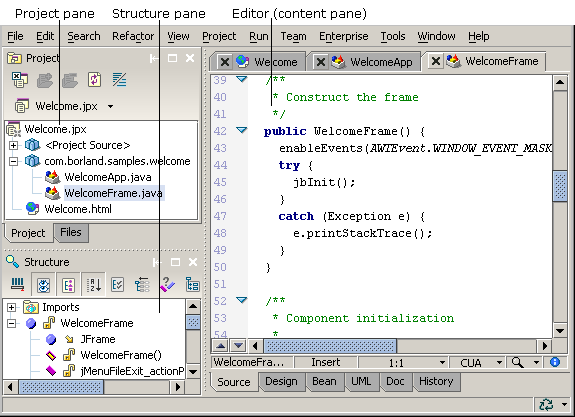 Project pane Structure pane Editor (content pane)
File Edit Search Refactor View Project Run Team Enterprise Tools Window Help
Project
Welcome WelcomeApp WelcomeFrame
Welcome.jpx
Welcome.jpx
<Project Source>
com.borland.samples.welcome
WelcomeApp.java
WelcomeFrame.java
Welcome.html
Project Files
Structure
Imports
WelcomeFrame
JFrame
WelcomeFrame()
jMenuFileExit_actionP
39 /**
40 * Construct the frame
41 */
42 public WelcomeFrame() {
43 enableEvents(AWTEvent.WINDOW_EVENT_MASK
44 try {
45 jbInit();
46 }
47 catch (Exception e) {
48 e.printStackTrace();
49 }
50 }
51
52 /**
53 * Component initialization
54 *
WelcomeFra... Insert 1:1 CUA
Source Design Bean UML Doc History